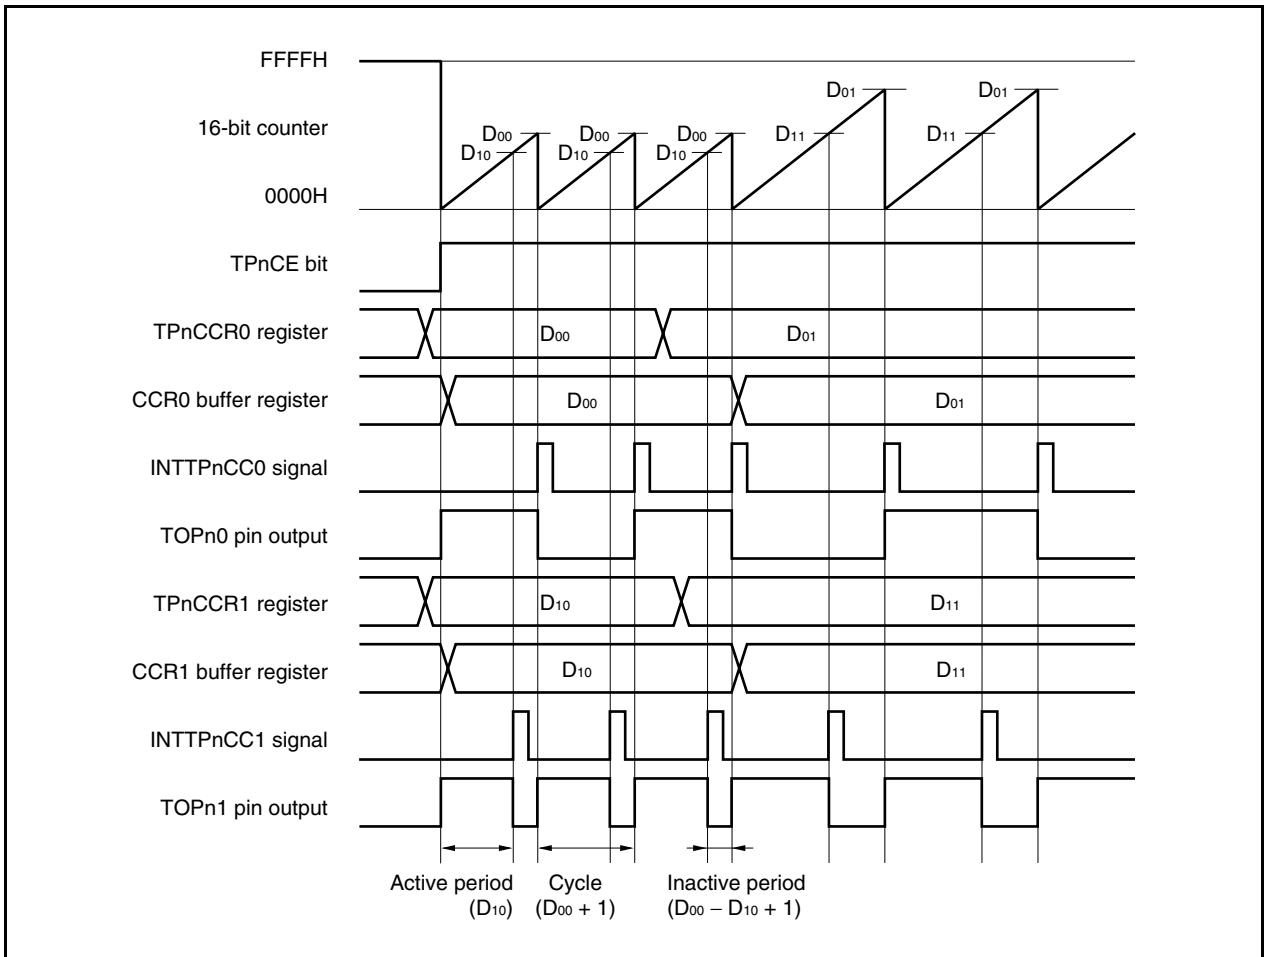 FFFFH
D01 D01
16-bit counter
D00 D00 D00 D11 D11
D10 D10 D10
0000H
TPnCE bit
TPnCCR0 register
D00 D01
CCR0 buffer register
D00 D01
INTTPnCC0 signal
TOPn0 pin output
TPnCCR1 register
D10 D11
CCR1 buffer register
D10 D11
INTTPnCC1 signal
TOPn1 pin output
Active period
(D10)
Cycle
(D00 + 1)
Inactive period
(D00 − D10 + 1)